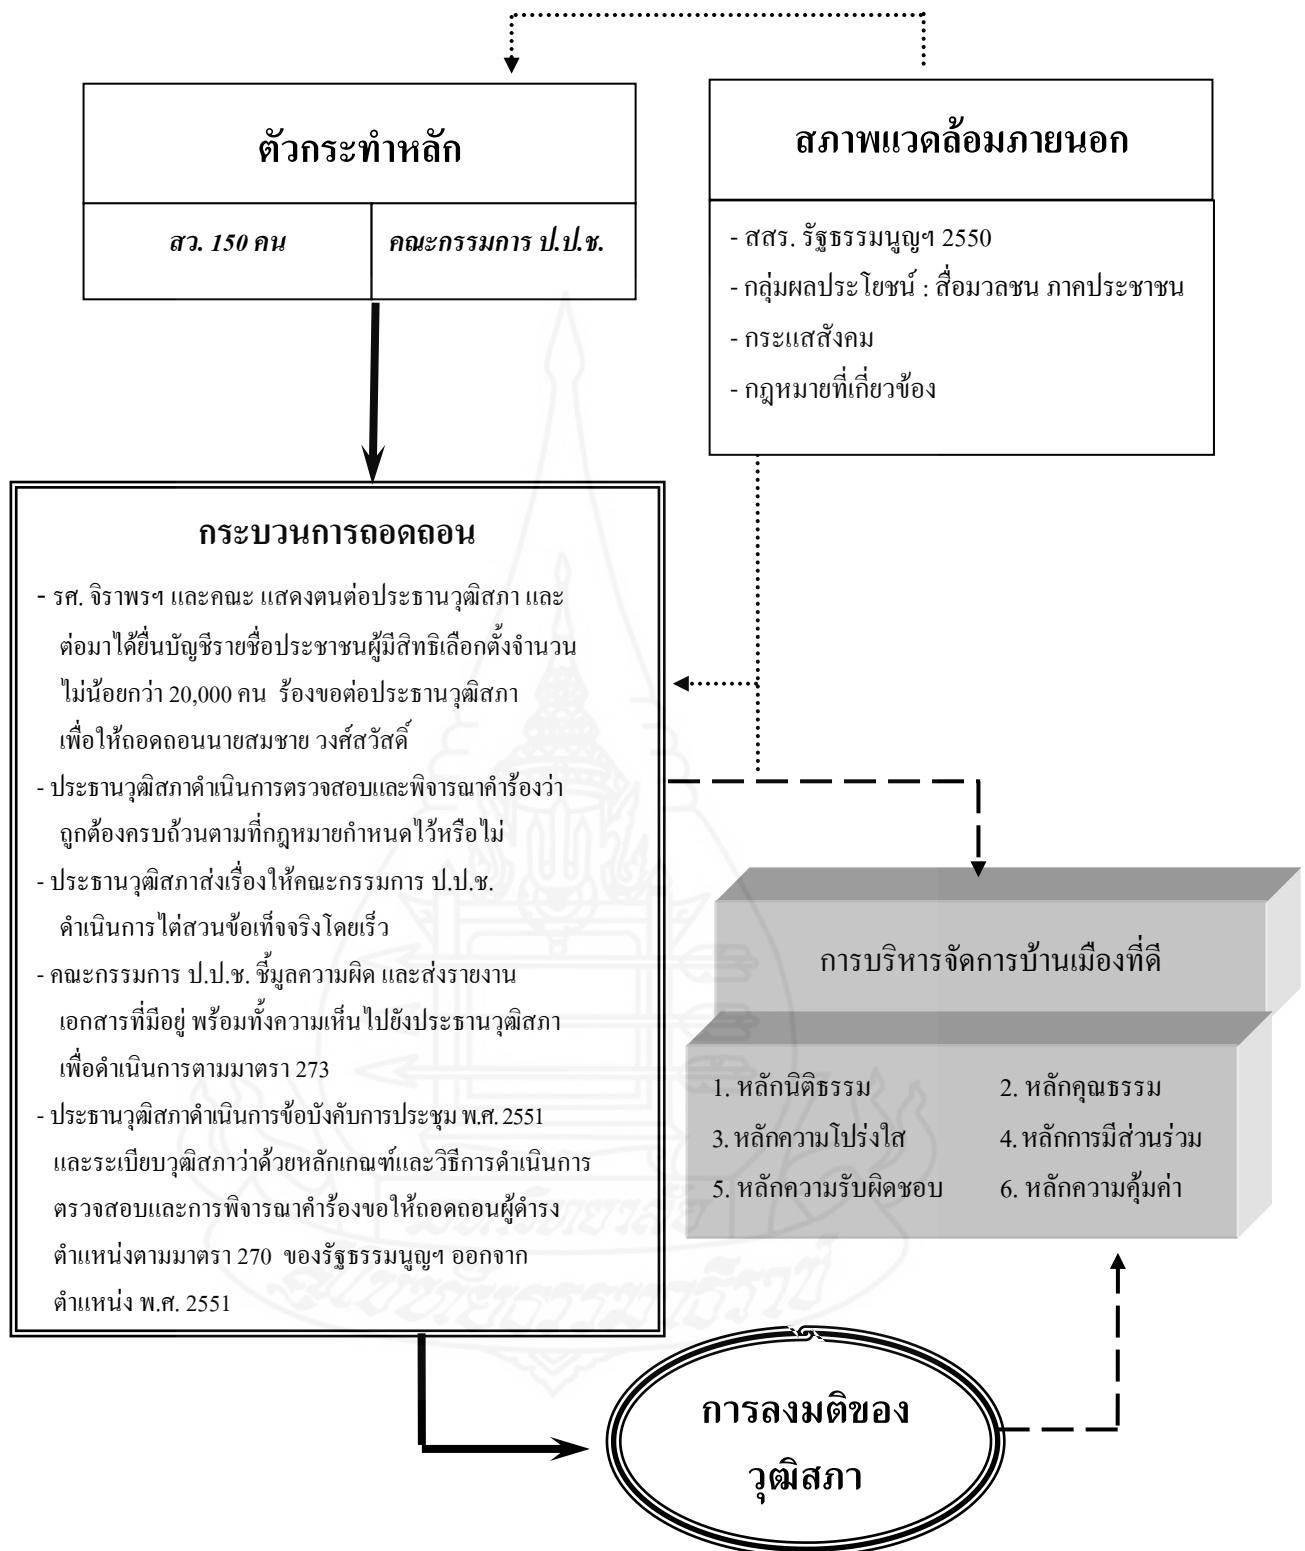 ตัวกระทำหลัก
สว. 150 คน
คณะกรรมการ ป.ป.ช.
สภาพแวดล้อมภายนอก
- สสร. รัฐธรรมนูญฯ 2550
- กลุ่มผลประโยชน์ : สื่อมวลชน ภาคประชาชน
- กระแสสังคม
- กฎหมายที่เกี่ยวข้อง
กระบวนการถอดถอน
- รศ. จิราพรฯ และคณะ แสดงตนต่อประธานวุฒิสภา และ
ต่อมาได้ยื่นบัญชีรายชื่อประชาชนผู้มีสิทธิเลือกตั้งจำนวน
ไม่น้อยกว่า 20,000 คน ร้องขอต่อประธานวุฒิสภา
เพื่อให้ถอดถอนนายสมชาย วงศ์สวัสดิ์
- ประธานวุฒิสภาดำเนินการตรวจสอบและพิจารณาคำร้องว่า
ถูกต้องครบถ้วนตามที่กฎหมายกำหนดไว้หรือไม่
- ประธานวุฒิสภาส่งเรื่องให้คณะกรรมการ ป.ป.ช.
ดำเนินการไต่สวนข้อเท็จจริงโดยเร็ว
- คณะกรรมการ ป.ป.ช. ชี้มูลความผิด และส่งรายงาน
เอกสารที่มีอยู่ พร้อมทั้งความเห็นไปยังประธานวุฒิสภา
เพื่อดำเนินการตามมาตรา 273
- ประธานวุฒิสภาดำเนินการข้อบังคับการประชุม พ.ศ. 2551
และระเบียบวุฒิสภาว่าด้วยหลักเกณฑ์และวิธีการดำเนินการ
ตรวจสอบและการพิจารณาคำร้องขอให้ถอดถอนผู้ดำรง
ตำแหน่งตามมาตรา 270 ของรัฐธรรมนูญฯ ออกจาก
ตำแหน่ง พ.ศ. 2551
การบริหารจัดการบ้านเมืองที่ดี
1. หลักนิติธรรม 2. หลักคุณธรรม
3. หลักความโปร่งใส 4. หลักการมีส่วนร่วม
5. หลักความรับผิดชอบ 6. หลักความคุ้มค่า
การลงมติของ
วุฒิสภา
มหาวิทยาลัย
สุโขทัยธรรมาธิราช